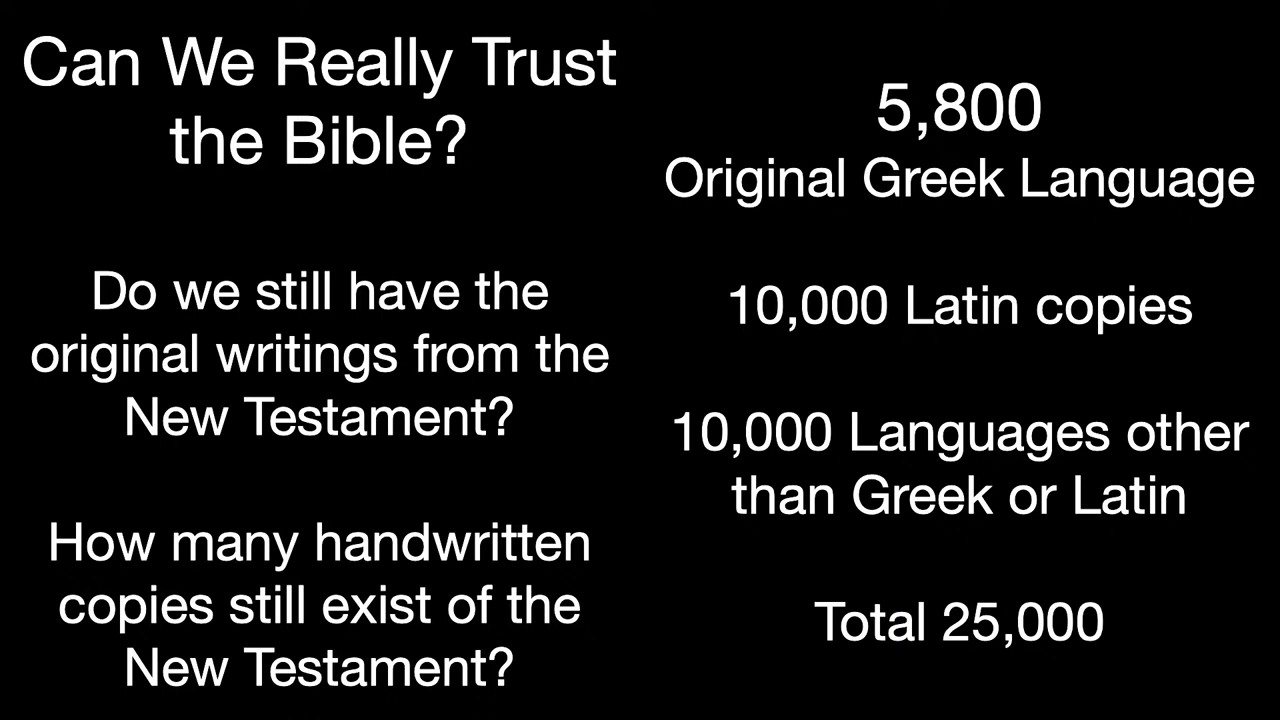 Can We Really Trust
the Bible?
Do we still have the
original writings from the
New Testament?
How many handwritten
copies still exist of the
New Testament?
5,800
Original Greek Language
10,000 Latin copies
10,000 Languages other
than Greek or Latin
Total 25,000